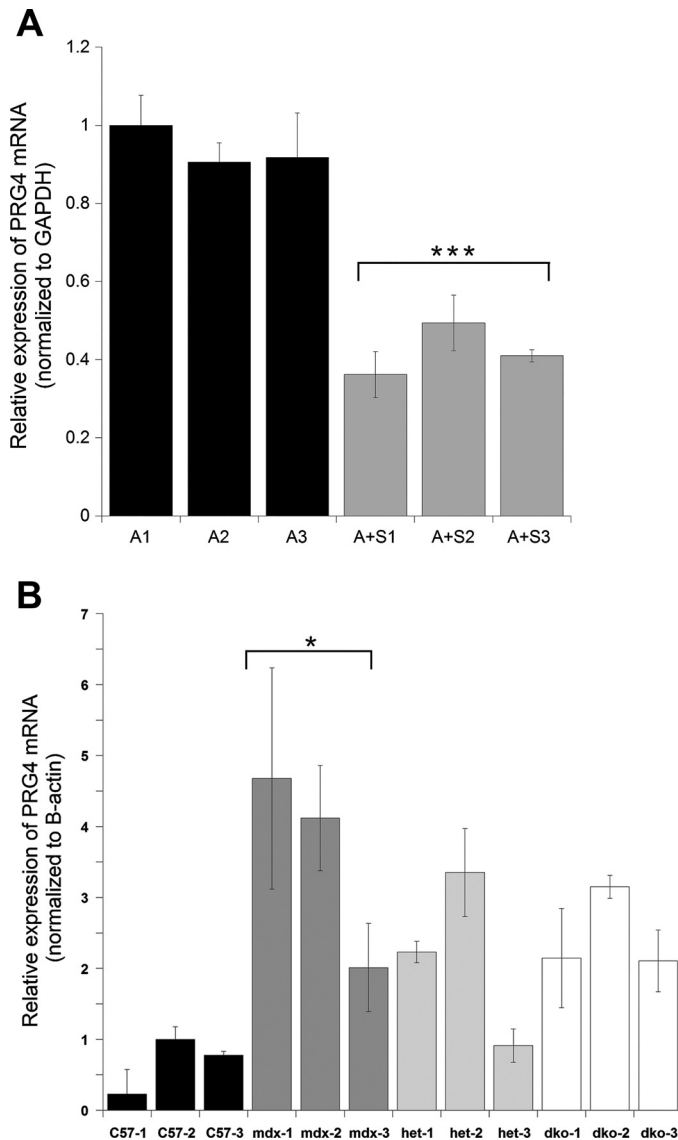 A
Relative expression of PRG4 mRNA
(normalized to GAPDH)
1.2
1
0.8
0.6
0.4
0.2
0
***
A1 A2 A3 A+S1 A+S2 A+S3
B
Relative expression of PRG4 mRNA
(normalized to B-actin)
7
6
5
4
3
2
1
0
*
C57-1 C57-2 C57-3 mdx-1 mdx-2 mdx-3 het-1 het-2 het-3 dko-1 dko-2 dko-3